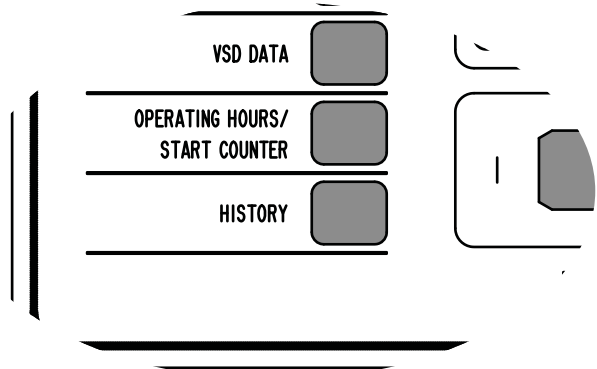 VSD DATA
OPERATING HOURS/
START COUNTER
HISTORY